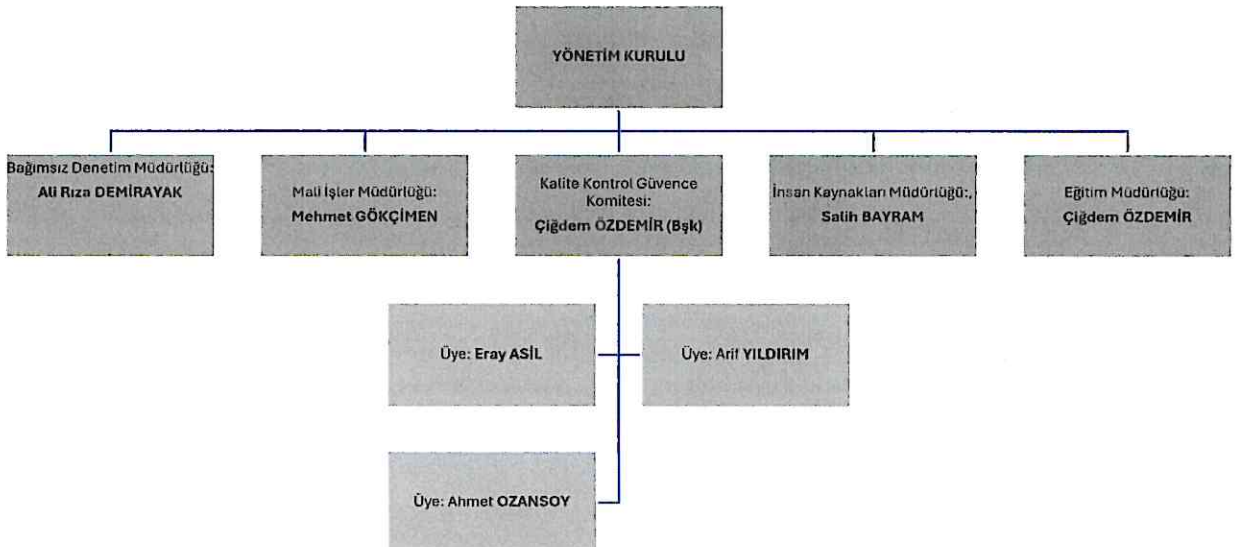 YÖNETİM KURULU
Bağımsız Denetim Müdürlüğü:
Ali Rıza DEMİRAYAK
Mali İşler Müdürlüğü:
Mehmet GÖKÇİMEN
Kalite Kontrol Güvence
Komitesi:
Çiğdem ÖZDEMİR (Bşk)
İnsan Kaynakları Müdürlüğü:,
Salih BAYRAM
Eğitim Müdürlüğü:
Çiğdem ÖZDEMİR
Üye: Eray ASİL
Üye: Arif YILDIRIM
Üye: Ahmet OZANSOY